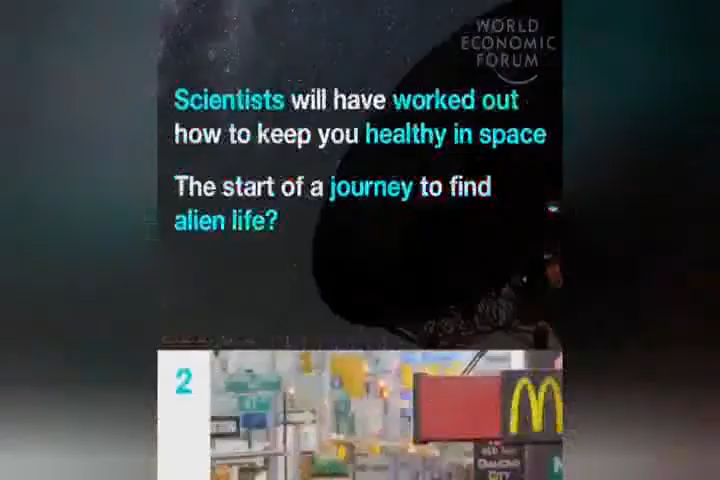 WORLD
ECONOMIC
FORUM
Scientists will have worked out
how to keep you healthy in space
The start of a journey to find
alien life?
2